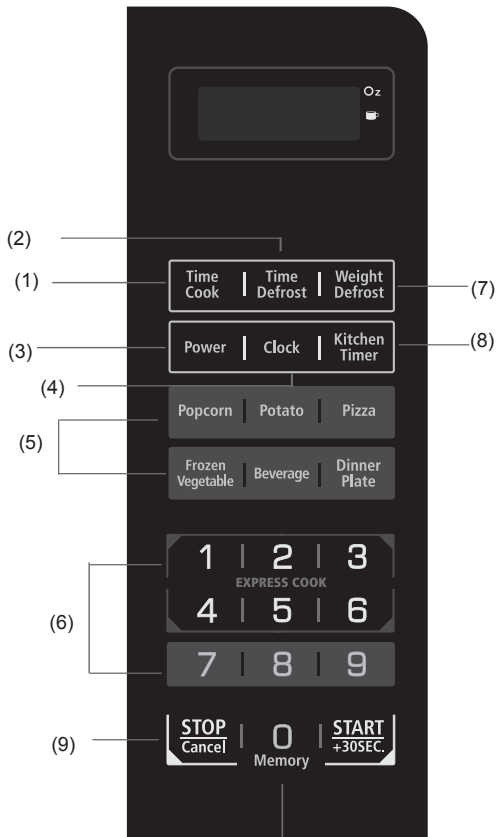 Oz
(2)
(1)
Time Cook
Time Defrost
Weight Defrost
(7)
(3)
Power
Clock
Kitchen Timer
(8)
(4)
(5)
Popcorn
Potato
Pizza
Frozen Vegetable
Beverage
Dinner Plate
(6)
1 2 3
EXPRESS COOK
4 5 6
7 8 9
(9)
STOP
Cancel
0
Memory
START
+30SEC.